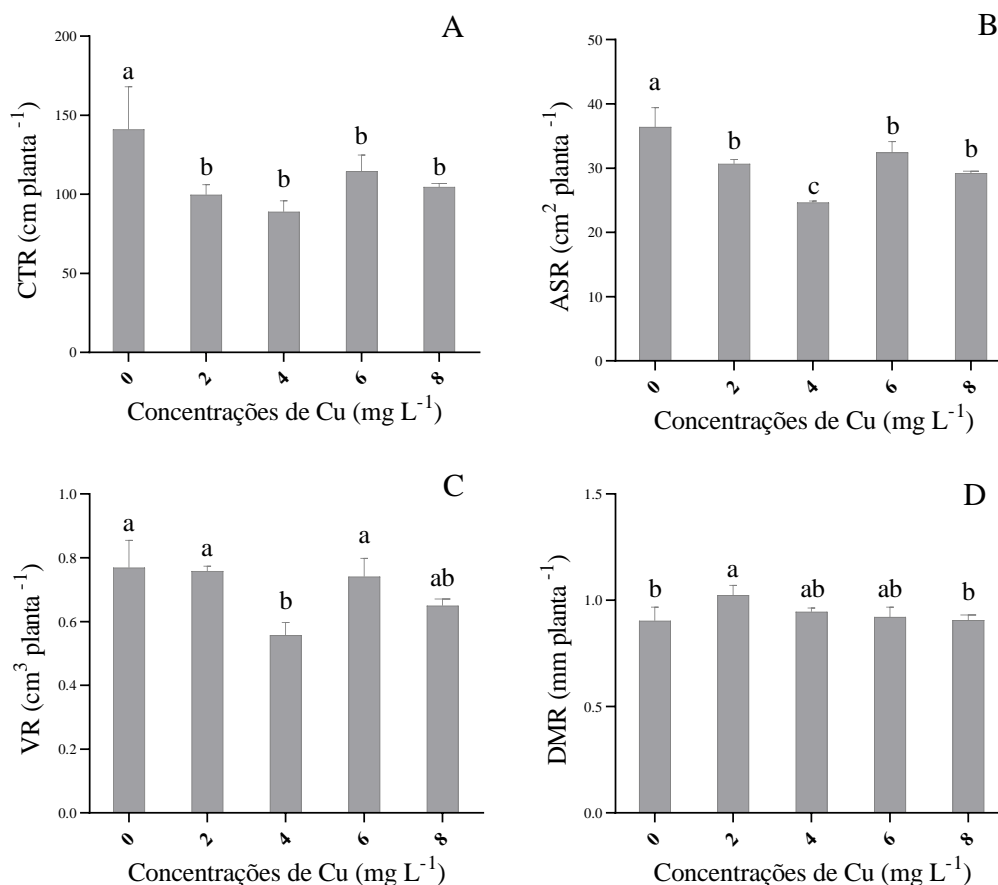 A
CTR (cm planta ⁻¹)
200
150
100
50
0
a
b
b
b
b
0
2
4
6
8
Concentrações de Cu (mg L⁻¹)
B
ASR (cm² planta ⁻¹)
50
40
30
20
10
0
a
b
c
b
b
0
2
4
6
8
Concentrações de Cu (mg L⁻¹)
C
VR (cm³ planta ⁻¹)
1.0
0.8
0.6
0.4
0.2
0.0
a
a
b
a
ab
0
2
4
6
8
Concentrações de Cu (mg L⁻¹)
D
DMR (mm planta⁻¹)
1.5
1.0
0.5
0.0
b
a
ab
ab
b
0
2
4
6
8
Concentrações de Cu (mg L⁻¹)